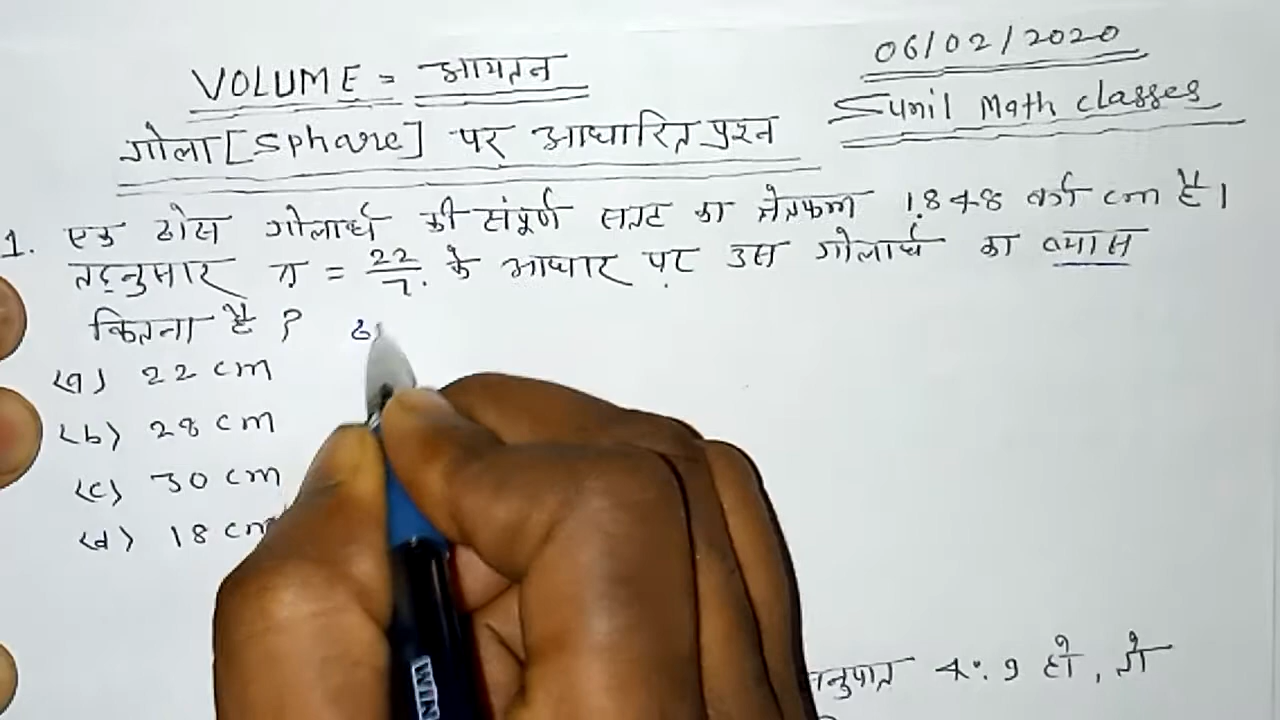 VOLUME = आयतन
06/02/2020
Sunil Math classes
गोला [Sphare] पर आधारित प्रश्न
1. एक ठोस गोलार्ध की संपूर्ण सतह का क्षेत्रफल 1848 वर्ग cm है।
तद्नुसार π = 22/7 के आधार पर उस गोलार्ध का व्यास
कितना है ?
(a) 22 cm
(b) 28 cm
(c) 30 cm
(d) 18 cm
4:9 हो, तो